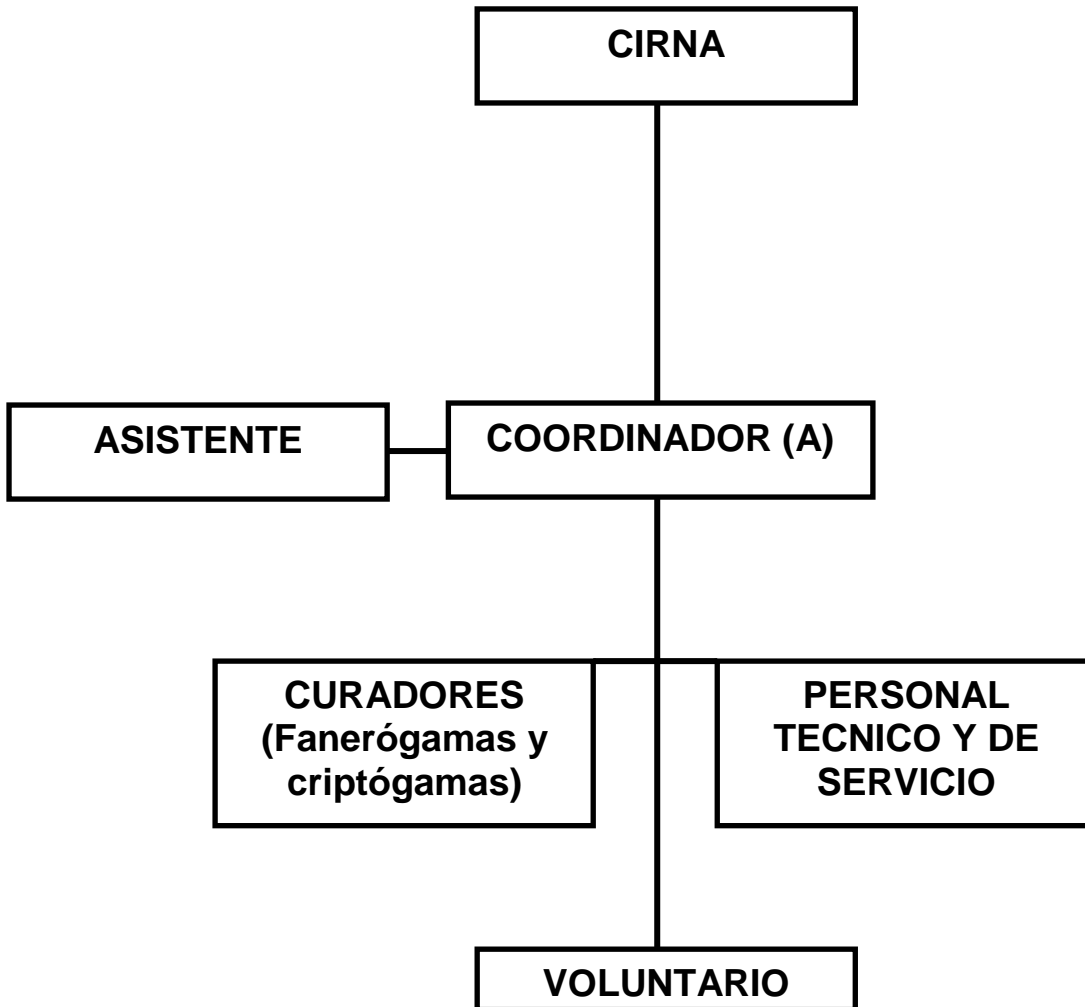 CIRNA
ASISTENTE
COORDINADOR (A)
CURADORES
(Fanerógamas y
criptógamas)
PERSONAL
TECNICO Y DE
SERVICIO
VOLUNTARIO